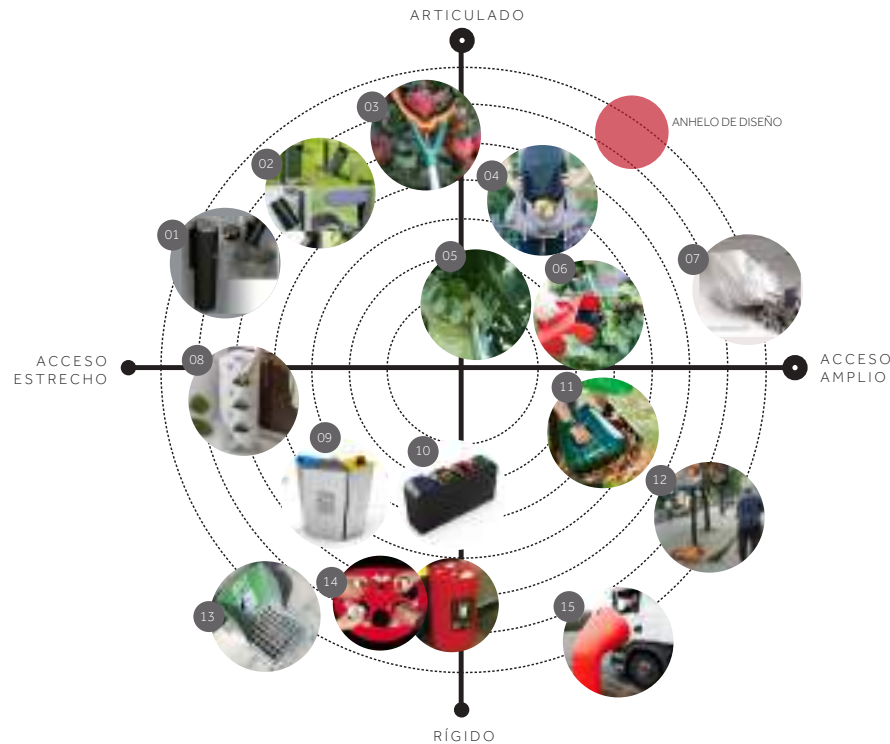 ARTICULADO
03
ANHELO DE DISEÑO
02
04
01
05
06
07
08
ACCESO
ESTRECHO
ACCESO
AMPLIO
11
09
10
12
14
13
15
RÍGIDO